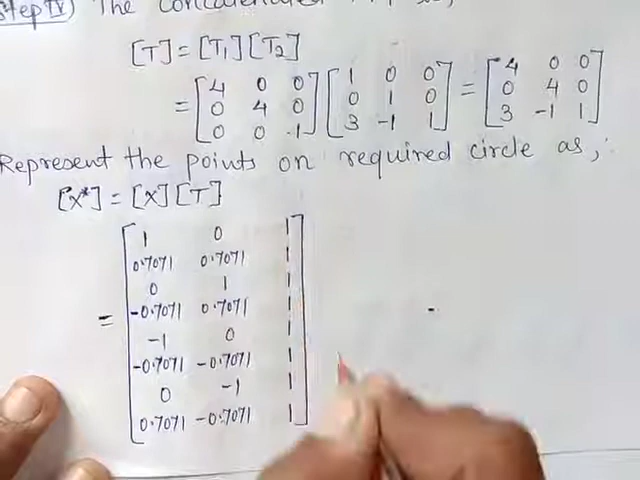 Step IV) The
[T] = [T₁][T₂]
= [4 0 0] [1 0 0] = [4 0 0]
[0 4 0] [0 1 0] [0 4 0]
[0 0 1] [3 -1 1] [3 -1 1]
Represent the points on required circle as,
[X*] = [X][T]
= [1 0 1
0.7071 0.7071 1
0 1 1
-0.7071 0.7071 1
-1 0 1
-0.7071 -0.7071 1
0 -1 1
0.7071 -0.7071 1]